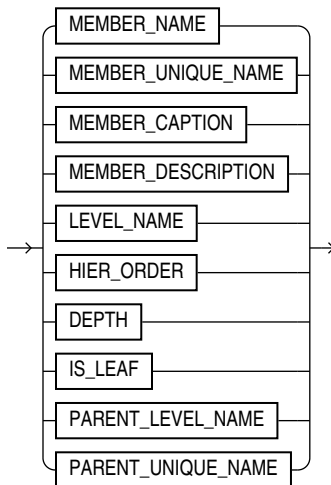 MEMBER_NAME
MEMBER_UNIQUE_NAME
MEMBER_CAPTION
MEMBER_DESCRIPTION
LEVEL_NAME
HIER_ORDER
DEPTH
IS_LEAF
PARENT_LEVEL_NAME
PARENT_UNIQUE_NAME